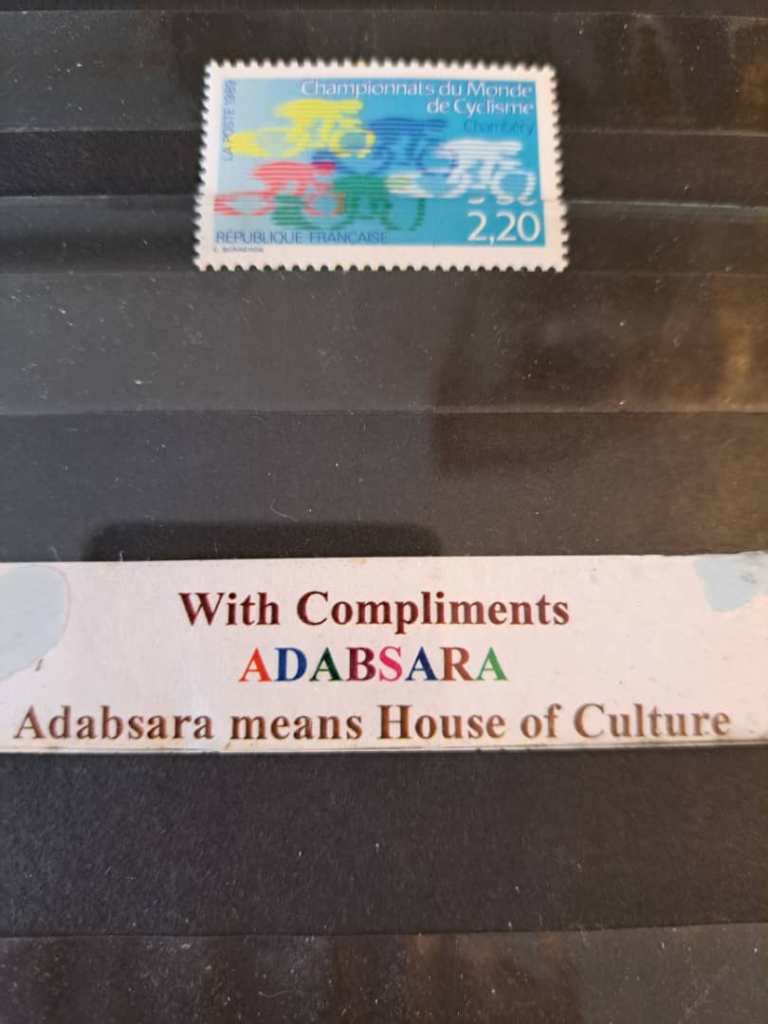 LA POSTE 1989
Championnats du Monde
de Cyclisme
Chambéry
2,20
RÉPUBLIQUE FRANÇAISE
With Compliments
ADABSARA
Adabsara means House of Culture